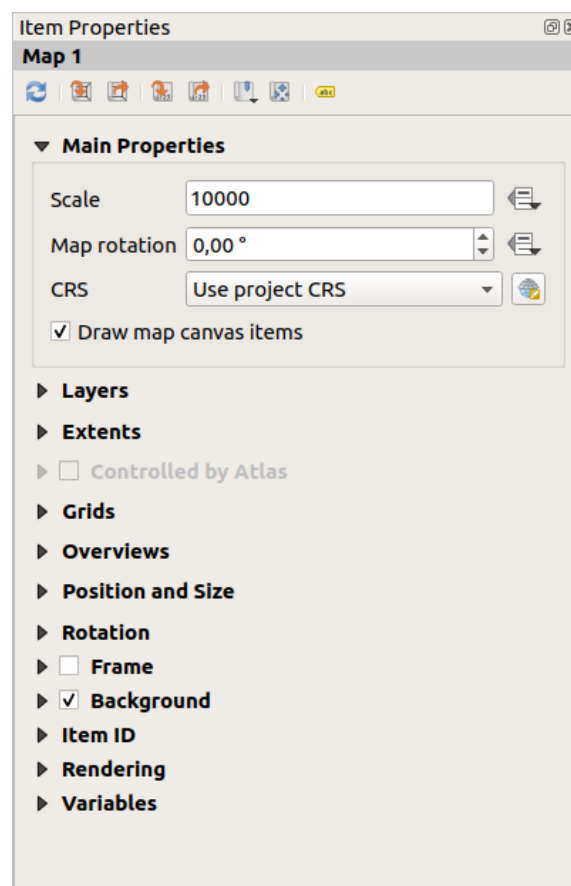 Item Properties
Map 1
abc
Main Properties
Scale 10000
Map rotation 0,00 °
CRS Use project CRS
Draw map canvas items
Layers
Extents
Controlled by Atlas
Grids
Overviews
Position and Size
Rotation
Frame
Background
Item ID
Rendering
Variables